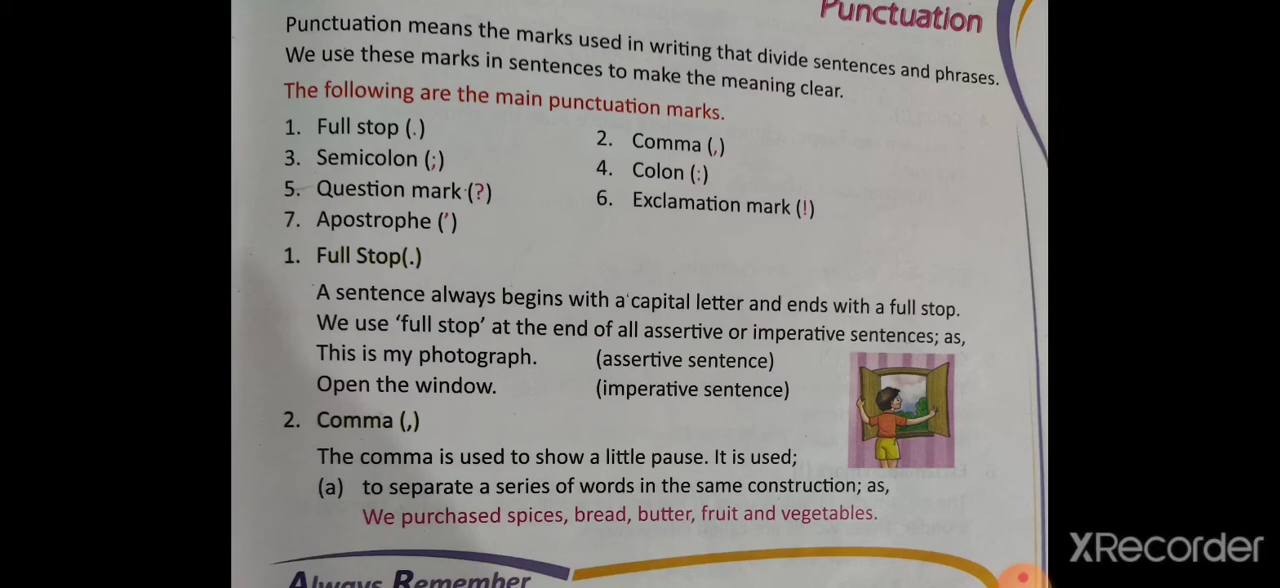 Punctuation
Punctuation means the marks used in writing that divide sentences and phrases.
We use these marks in sentences to make the meaning clear.
The following are the main punctuation marks.
1. Full stop (.)
2. Comma (,)
3. Semicolon (;)
4. Colon (:)
5. Question mark (?)
6. Exclamation mark (!)
7. Apostrophe (’)
1. Full Stop(.)
A sentence always begins with a capital letter and ends with a full stop.
We use ‘full stop’ at the end of all assertive or imperative sentences; as,
This is my photograph. (assertive sentence)
Open the window. (imperative sentence)
2. Comma (,)
The comma is used to show a little pause. It is used;
(a) to separate a series of words in the same construction; as,
We purchased spices, bread, butter, fruit and vegetables.
Always Remember
XRecorder